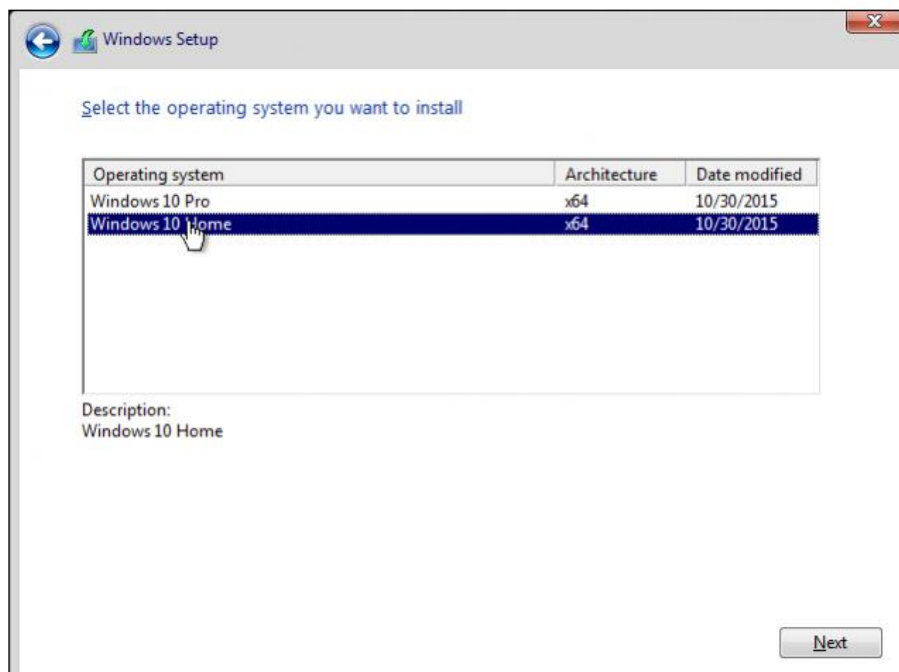 Windows Setup
Select the operating system you want to install
Operating system Architecture Date modified
Windows 10 Pro x64 10/30/2015
Windows 10 Home x64 10/30/2015
Description:
Windows 10 Home
Next